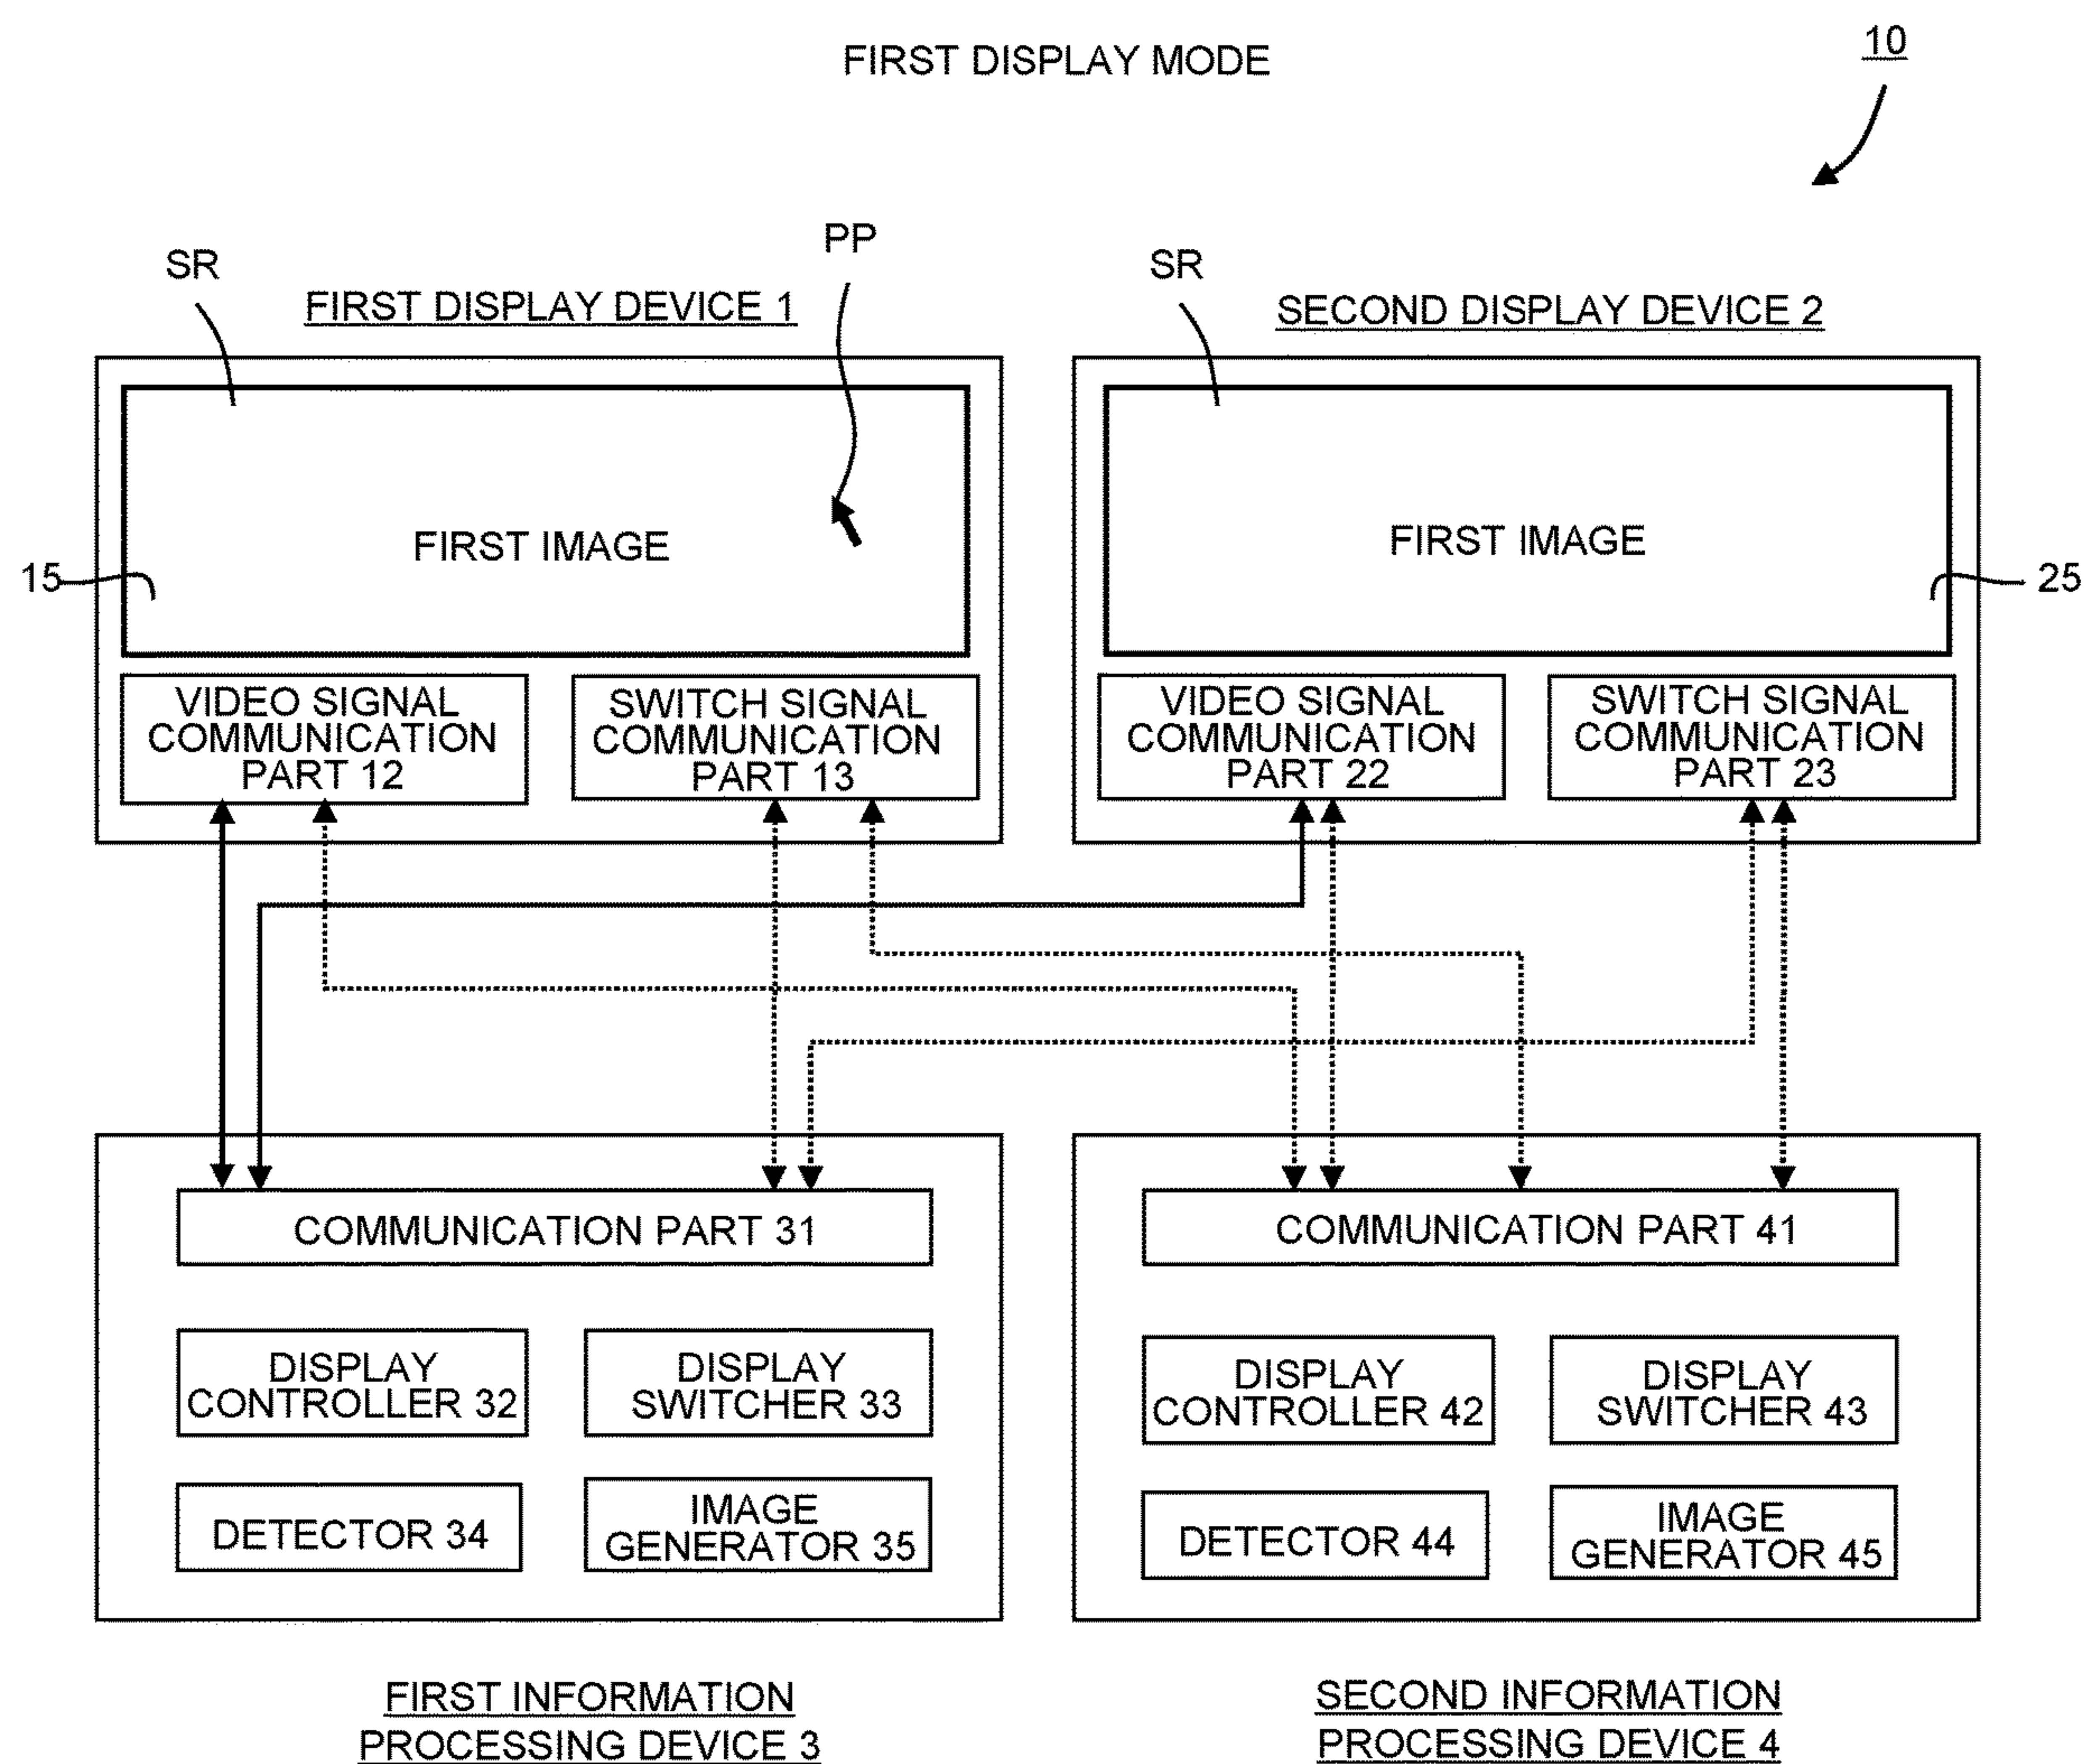 FIRST DISPLAY MODE
10
PP
SR
SR
FIRST DISPLAY DEVICE 1
SECOND DISPLAY DEVICE 2
FIRST IMAGE
FIRST IMAGE
15
25
VIDEO SIGNAL
COMMUNICATION
PART 12
SWITCH SIGNAL
COMMUNICATION
PART 13
VIDEO SIGNAL
COMMUNICATION
PART 22
SWITCH SIGNAL
COMMUNICATION
PART 23
COMMUNICATION PART 31
COMMUNICATION PART 41
DISPLAY
CONTROLLER 32
DISPLAY
SWITCHER 33
DISPLAY
CONTROLLER 42
DISPLAY
SWITCHER 43
DETECTOR 34
IMAGE
GENERATOR 35
DETECTOR 44
IMAGE
GENERATOR 45
FIRST INFORMATION
PROCESSING DEVICE 3
SECOND INFORMATION
PROCESSING DEVICE 4